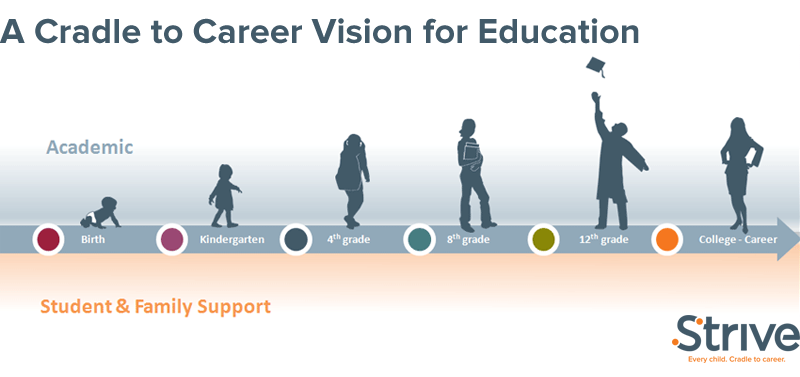 A Cradle to Career Vision for Education
Academic
Birth
Kindergarten
4th grade
8th grade
12th grade
College - Career
Student & Family Support
Strive
Every child. Cradle to career.